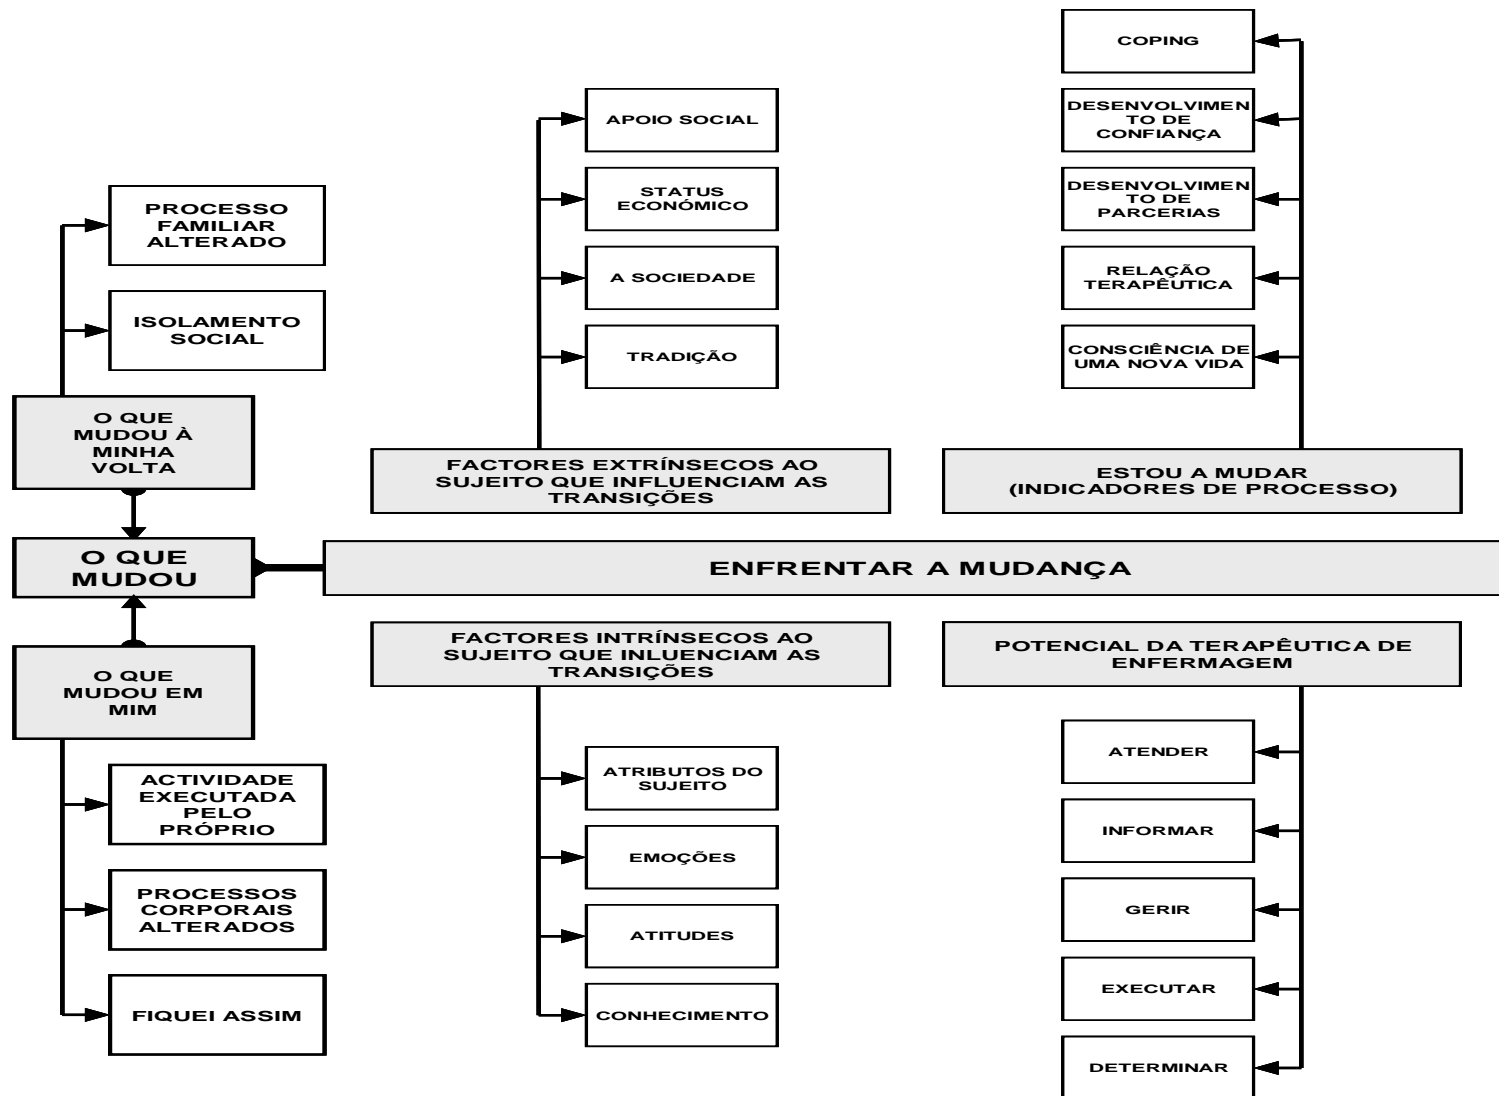 COPING
DESENVOLVIMEN
TO DE
CONFIANÇA
DESENVOLVIMEN
TO DE
PARCERIAS
RELAÇÃO
TERAPÊUTICA
CONSCIÊNCIA DE
UMA NOVA VIDA
APOIO SOCIAL
STATUS
ECONÓMICO
A SOCIEDADE
TRADIÇÃO
PROCESSO
FAMILIAR
ALTERADO
ISOLAMENTO
SOCIAL
O QUE
MUDOU À
MINHA
VOLTA
FACTORES EXTRÍNSECOS AO
SUJEITO QUE INFLUENCIAM AS
TRANSIÇÕES
ESTOU A MUDAR
(INDICADORES DE PROCESSO)
O QUE
MUDOU
ENFRENTAR A MUDANÇA
O QUE
MUDOU EM
MIM
FACTORES INTRÍNSECOS AO
SUJEITO QUE INLUENCIAM AS
TRANSIÇÕES
POTENCIAL DA TERAPÊUTICA DE
ENFERMAGEM
ACTIVIDADE
EXECUTADA
PELO
PRÓPRIO
PROCESSOS
CORPORAIS
ALTERADOS
FIQUEI ASSIM
ATRIBUTOS DO
SUJEITO
EMOÇÕES
ATITUDES
CONHECIMENTO
ATENDER
INFORMAR
GERIR
EXECUTAR
DETERMINAR